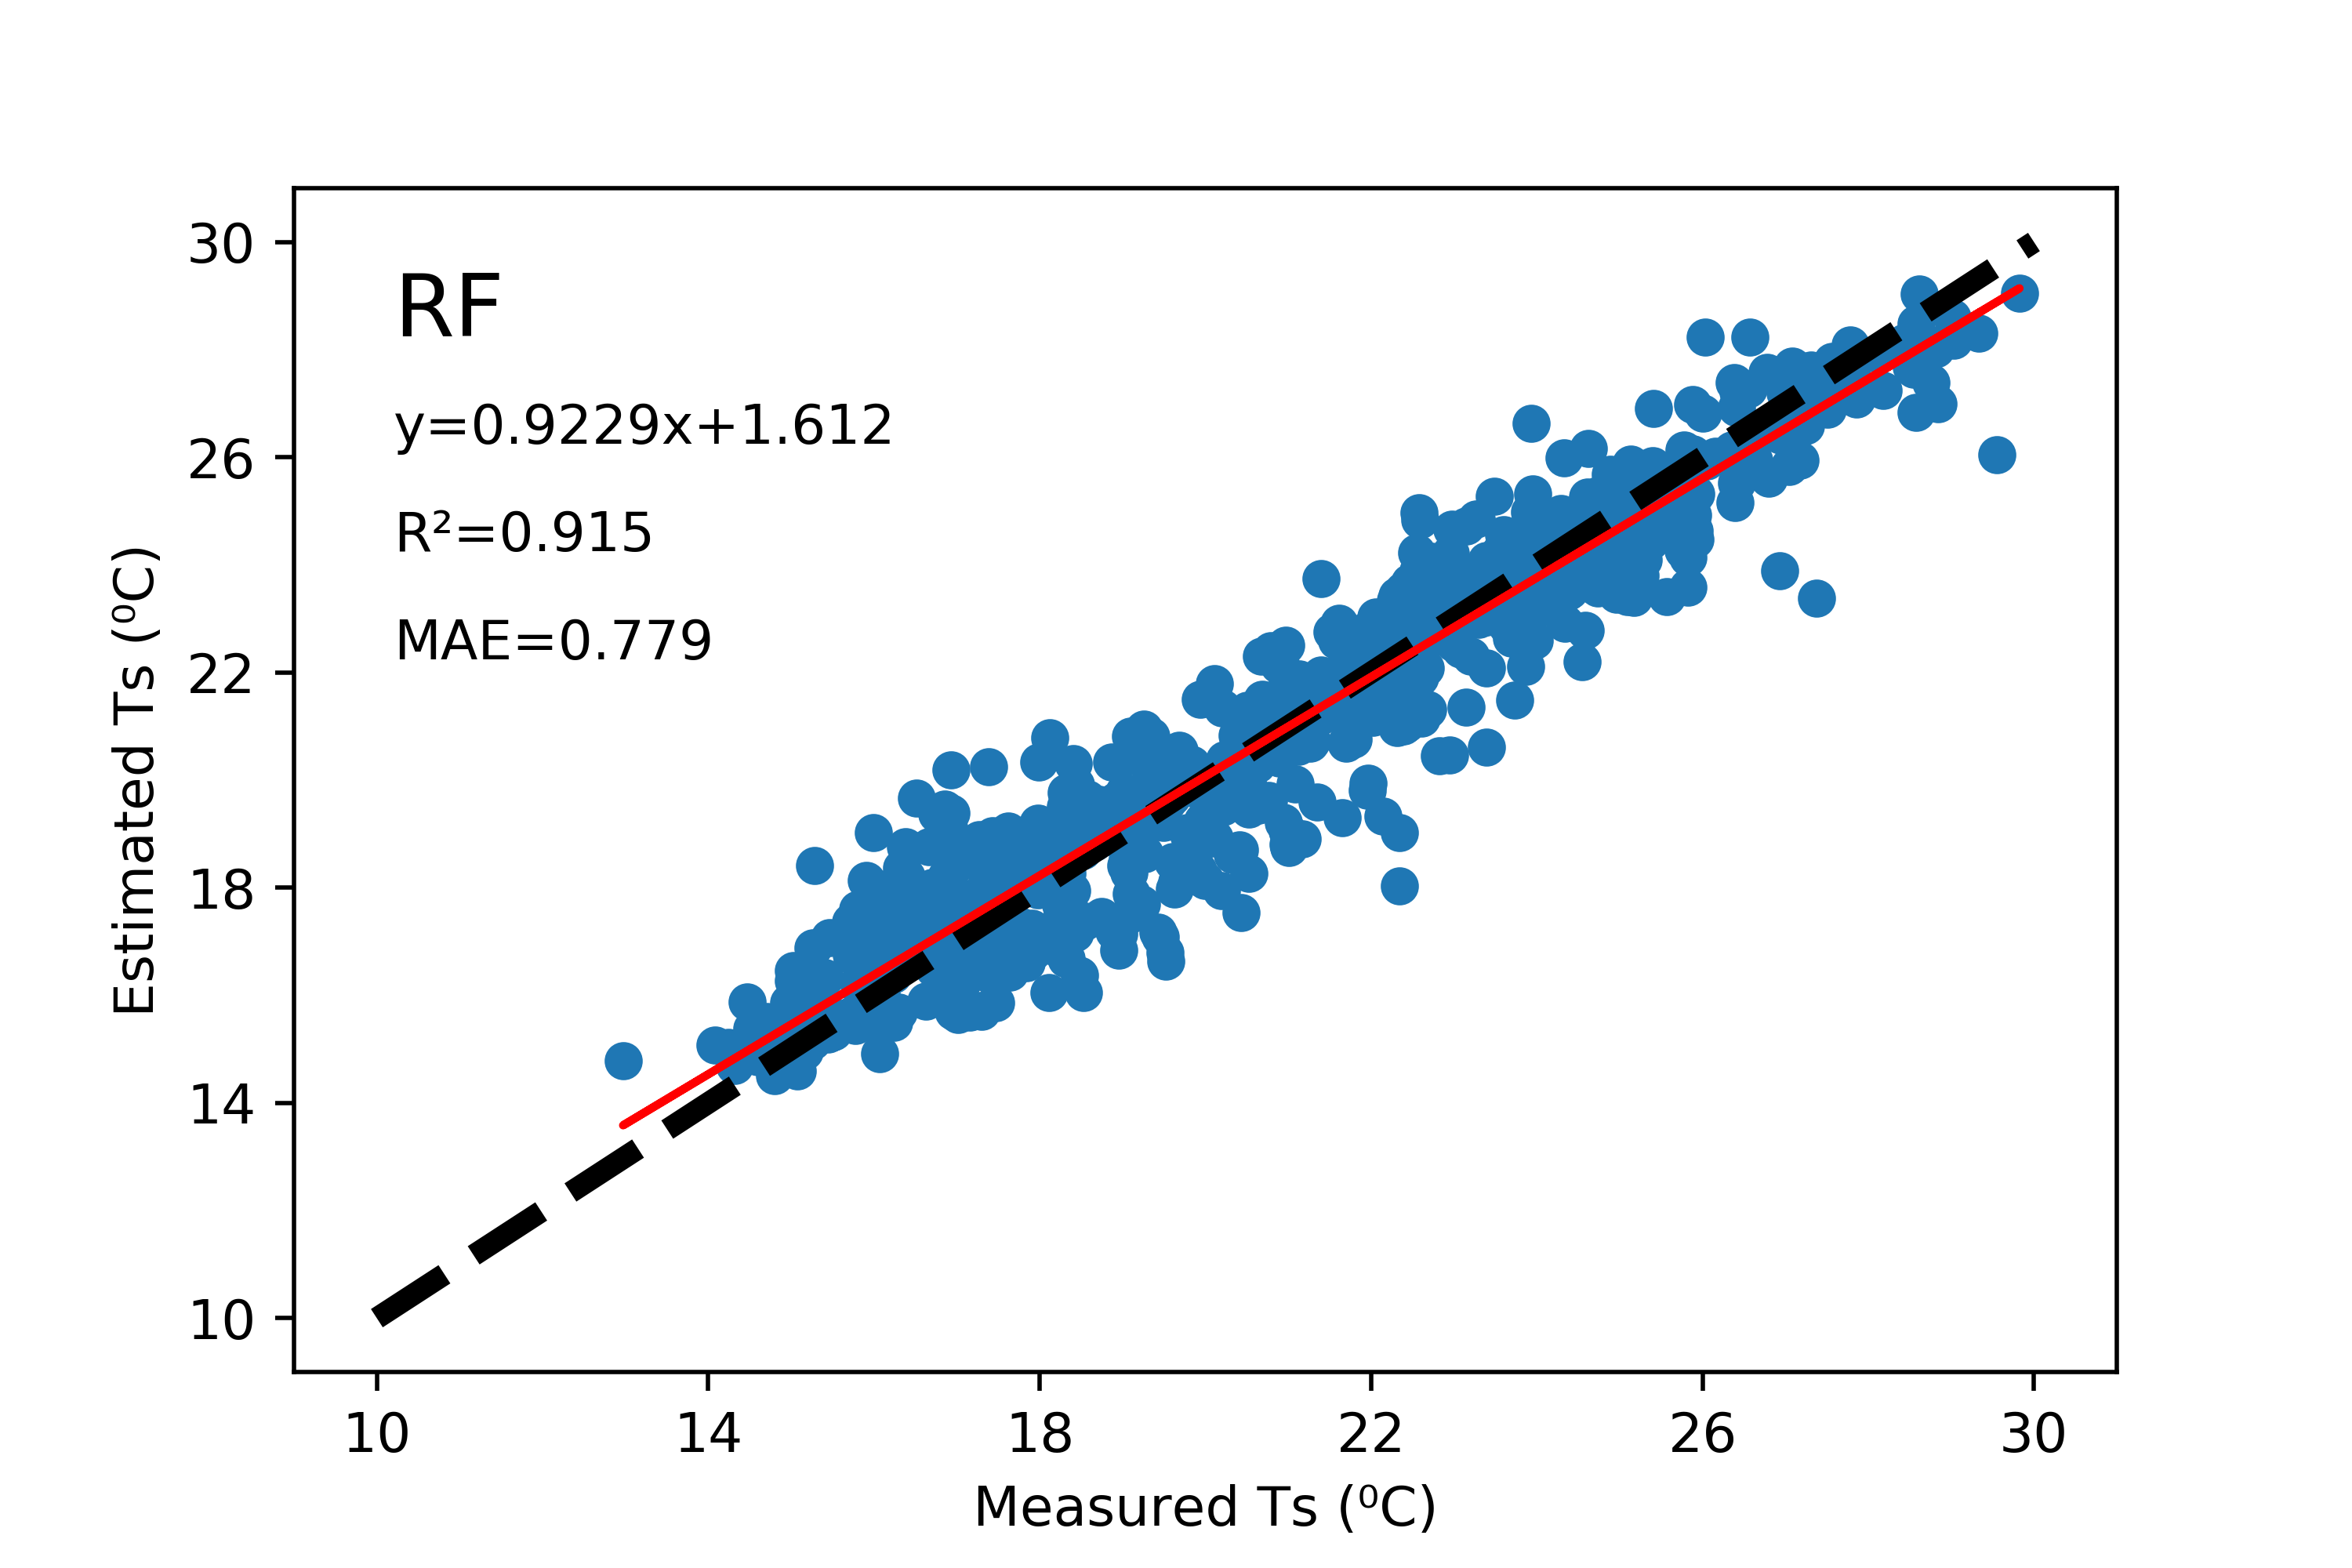 RF
y=0.9229x+1.612
R²=0.915
MAE=0.779
30
26
22
18
14
10
Estimated Ts (⁰C)
10 14 18 22 26 30
Measured Ts (⁰C)